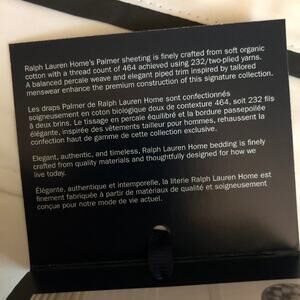 Ralph Lauren Home's Palmer sheeting is finely crafted from soft organic
cotton with a thread count of 464 achieved using 232/two-plied yarns.
A balanced percale weave and elegant piped trim inspired by tailored
menswear enhance the premium construction of this signature collection.
Les draps Palmer de Ralph Lauren Home sont confectionnés
soigneusement en coton biologique doux de contexture 464, soit 232 fils
à deux brins. Le tissage en percale équilibré et la bordure passepoilée
élégante, inspirée des vêtements tailleur pour hommes, rehaussent la
confection haut de gamme de cette collection exclusive.
Elegant, authentic, and timeless, Ralph Lauren Home bedding is finely
crafted from quality materials and thoughtfully designed for how we
live today.
Élégante, authentique et intemporelle, la literie Ralph Lauren Home est
finement fabriquée à partir de matériaux de qualité et soigneusement
conçue pour notre mode de vie actuel.